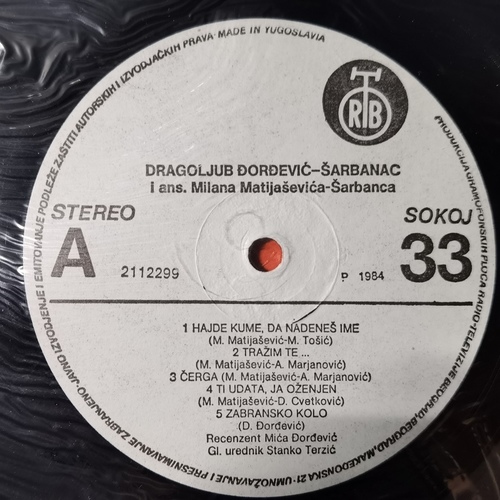 RTB
DRAGOLJUB ĐORĐEVIĆ-ŠARBANAC
i ans. Milana Matijaševića-Šarbanca
STEREO
SOKOJ
A
33
2112299
P 1984
1 HAJDE KUME, DA NADENEŠ IME
(M. Matijašević-M. Tošić)
2 TRAŽIM TE ...
(M. Matijašević-A. Marjanović)
3 ČERGA (M. Matijašević-A. Marjanović)
4 TI UDATA, JA OŽENJEN
(M. Matijašević-D. Cvetković)
5 ZABRANSKO KOLO
(D. Đorđević)
Recenzent Mića Đorđević
Gl. urednik Stanko Terzić
PRODUKCIJA GRAMOFONSKIH PLOČA RADIO-TELEVIZIJE BEOGRAD, BEOGRAD, MAKEDONSKA 21· UMNOŽAVANJE I PRESNIMAVANJE ZABRANJENO-JAVNO IZVODJENJE I EMITOVANJE PODLEŽE ZAŠTITI AUTORSKIH I IZVODJAČKIH PRAVA·MADE IN YUGOSLAVIA